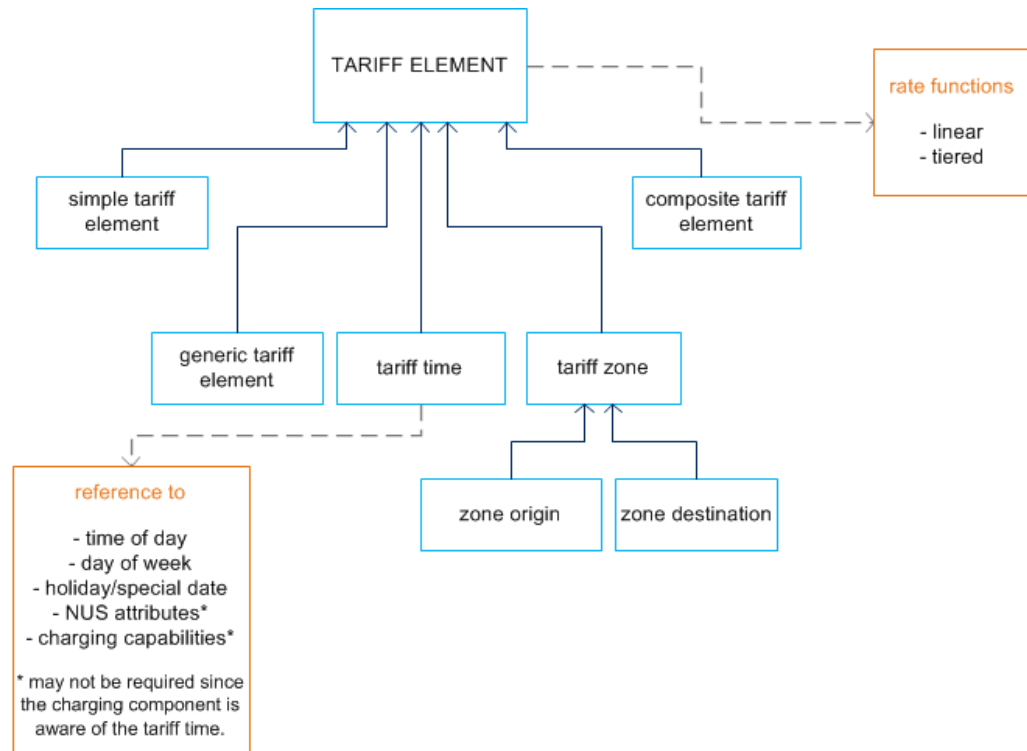 TARIFF ELEMENT
rate functions
- linear
- tiered
simple tariff
element
composite tariff
element
generic tariff
element
tariff time
tariff zone
reference to
- time of day
- day of week
- holiday/special date
- NUS attributes*
- charging capabilities*
* may not be required since
the charging component is
aware of the tariff time.
zone origin
zone destination